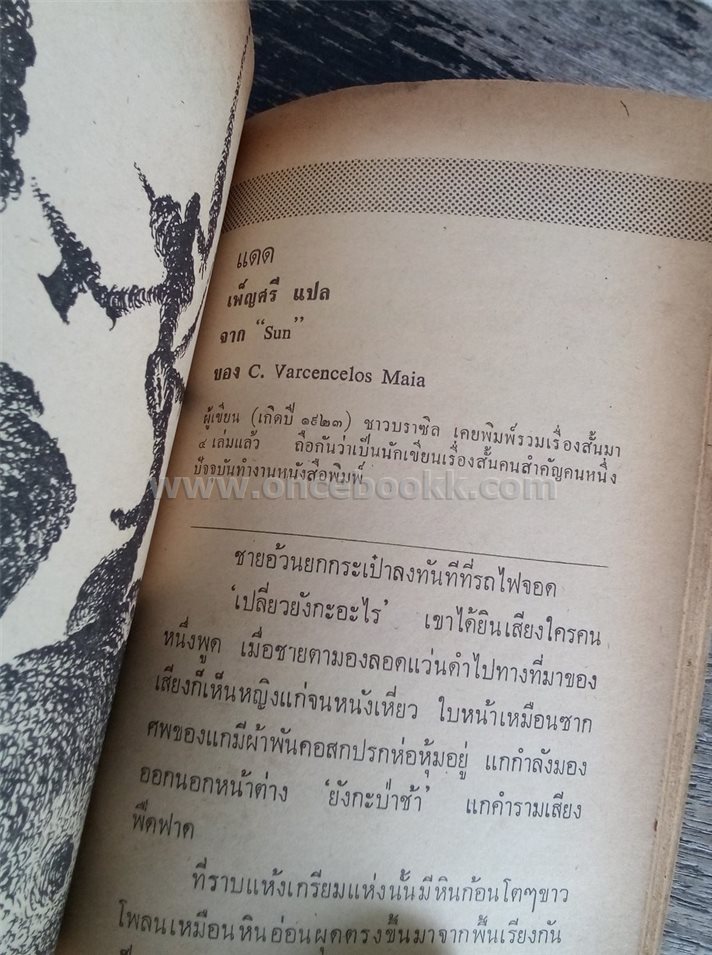 แดด
เพ็ญศรี แปล
จาก "Sun"
ของ C. Varcencelos Maia
ผู้เขียน (เกิดปี ๑๙๒๓) ชาวบราซิล เคยพิมพ์รวมเรื่องสั้นมา
๔ เล่มแล้ว ถือกันว่าเป็นนักเขียนเรื่องสั้นคนสำคัญคนหนึ่ง
ปัจจุบันทำงานหนังสือพิมพ์
www.oncebookk.com
ชายอ้วนยกกระเป๋าลงทันทีที่รถไฟจอด
'เปลี่ยวยังกะอะไร' เขาได้ยินเสียงใครคน
หนึ่งพูด เมื่อชายตามองลอดแว่นดำไปทางที่มาของ
เสียงก็เห็นหญิงแก่จนหนังเหี่ยว ใบหน้าเหมือนซาก
ศพของแกมีผ้าพันคอสกปรกห่อหุ้มอยู่ แกกำลังมอง
ออกนอกหน้าต่าง 'ยังกะป่าช้า' แกคำรามเสียง
ฟืดฟาด
ที่ราบแห้งเกรียมแห่งนั้นมีหินก้อนโตๆขาว
โพลนเหมือนหินอ่อนผุดตรงขึ้นมาจากพื้นเรียงกัน